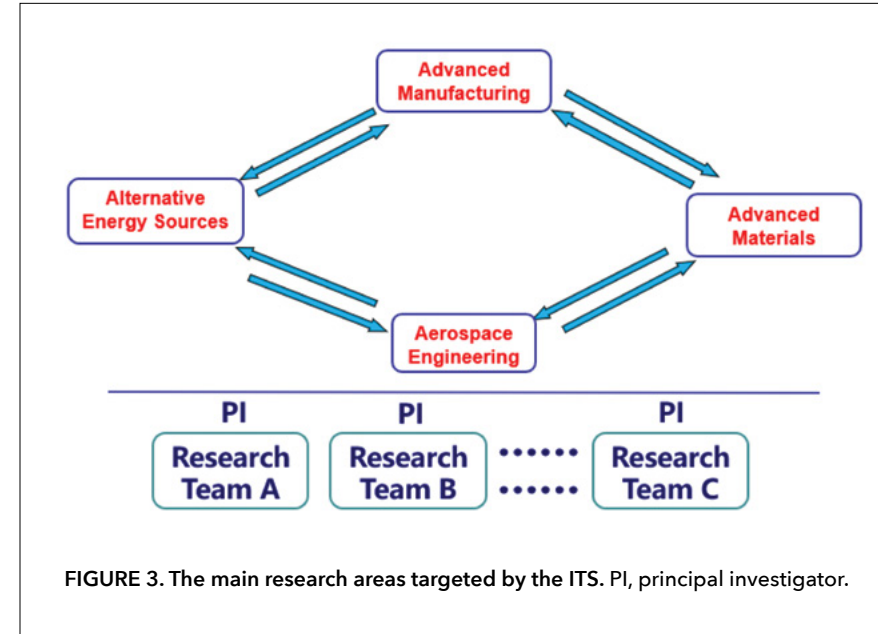 Advanced
Manufacturing
Alternative
Energy Sources
Advanced
Materials
Aerospace
Engineering
PI
PI
PI
Research
Team A
Research
Team B
Research
Team C
FIGURE 3. The main research areas targeted by the ITS. PI, principal investigator.